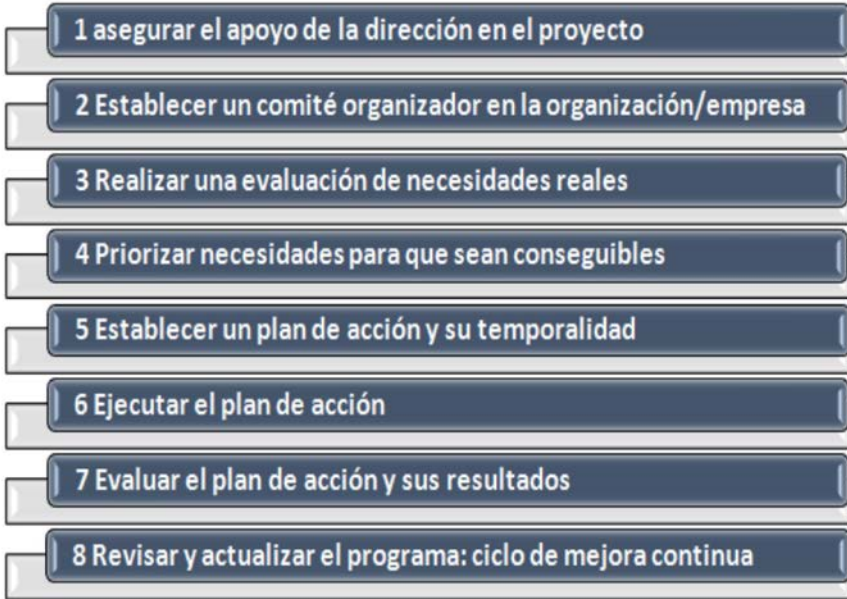 1 asegurar el apoyo de la dirección en el proyecto
2 Establecer un comité organizador en la organización/empresa
3 Realizar una evaluación de necesidades reales
4 Priorizar necesidades para que sean conseguibles
5 Establecer un plan de acción y su temporalidad
6 Ejecutar el plan de acción
7 Evaluar el plan de acción y sus resultados
8 Revisar y actualizar el programa: ciclo de mejora continua